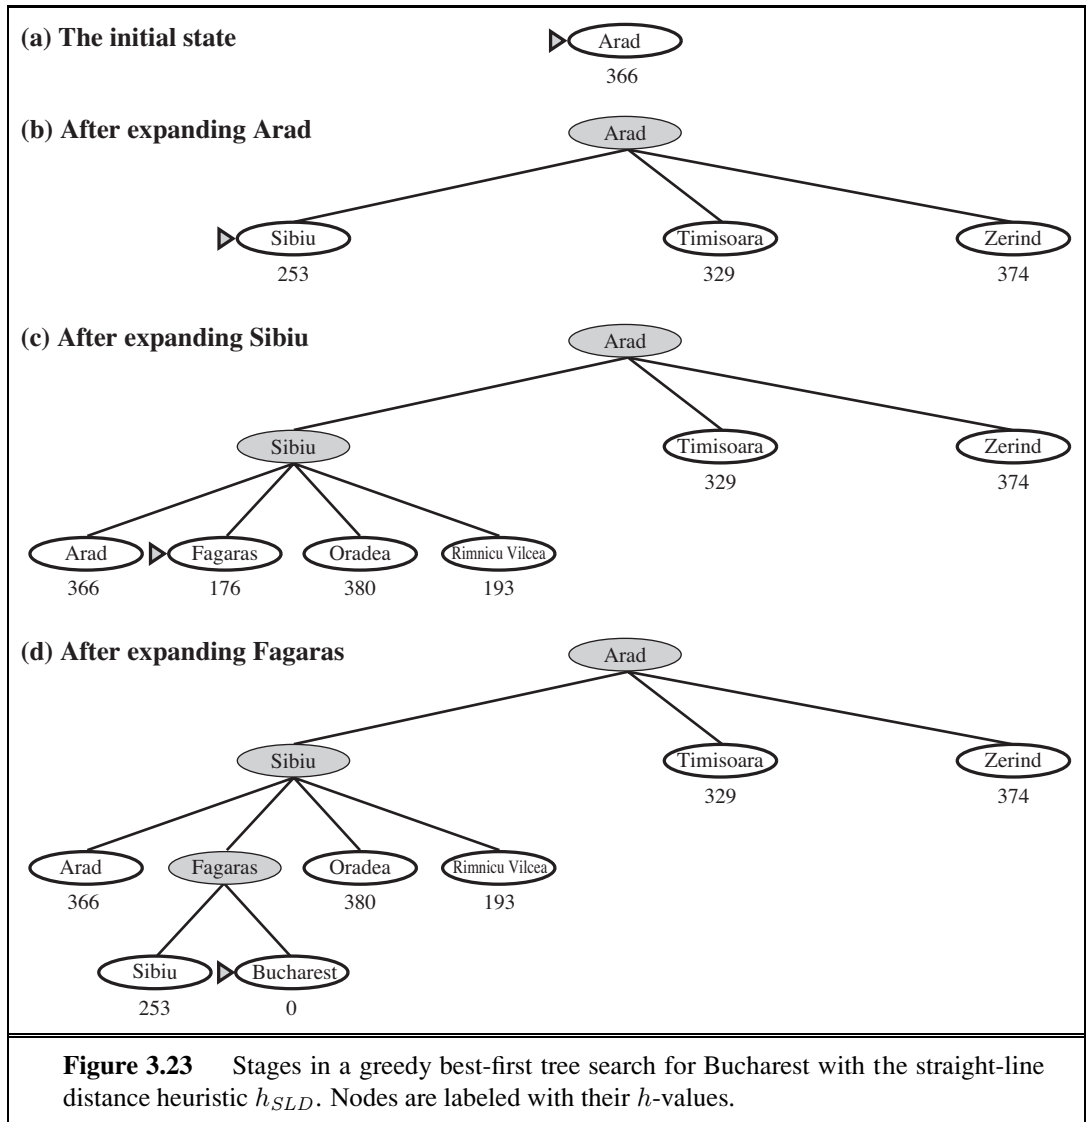 (a) The initial state
Arad
366
(b) After expanding Arad
Arad
Sibiu Timisoara Zerind
253 329 374
(c) After expanding Sibiu
Arad
Sibiu Timisoara Zerind
329 374
Arad Fagaras Oradea Rimnicu Vilcea
366 176 380 193
(d) After expanding Fagaras
Arad
Sibiu Timisoara Zerind
329 374
Arad Fagaras Oradea Rimnicu Vilcea
366 380 193
Sibiu Bucharest
253 0
Figure 3.23 Stages in a greedy best-first tree search for Bucharest with the straight-line
distance heuristic hSLD. Nodes are labeled with their h-values.